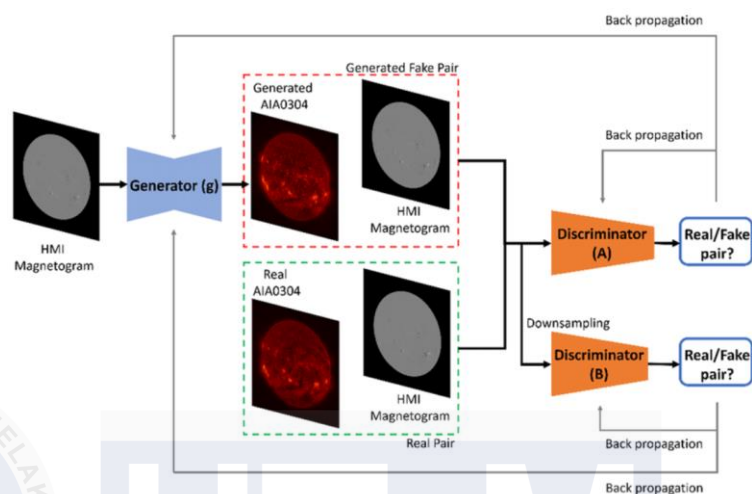 Back propagation
Generated Fake Pair
Generated
AIA0304
Back propagation
Generator (g)
HMI
Magnetogram
HMI
Magnetogram
Discriminator
(A)
Real/Fake
pair?
Real
AIA0304
Downsampling
Discriminator
(B)
Real/Fake
pair?
HMI
Magnetogram
Real Pair
Back propagation
Back propagation